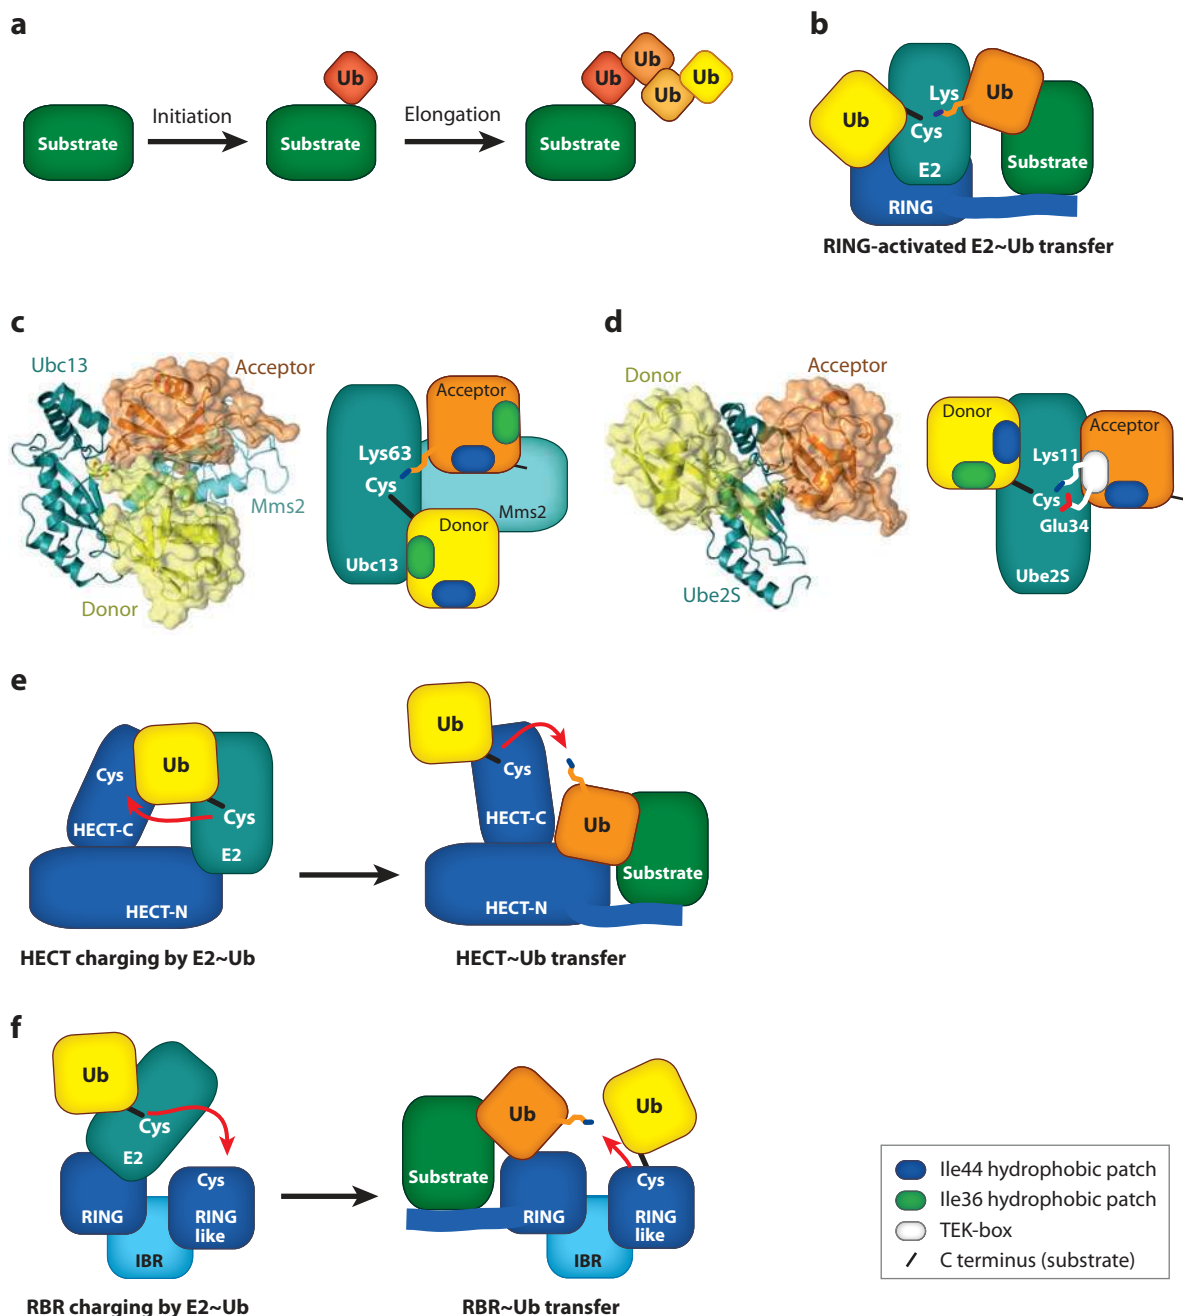 a
Substrate
Initiation
Ub
Substrate
Elongation
Ub
Ub
Ub
Ub
Substrate
b
Ub
Lys
Cys
Ub
E2
Substrate
RING
RING-activated E2~Ub transfer
c
Ubc13
Acceptor
Mms2
Donor
Acceptor
Lys63
Cys
Mms2
Donor
Ubc13
d
Donor
Acceptor
Ube2S
Donor
Acceptor
Lys11
Cys
Glu34
Ube2S
e
Cys
Ub
Cys
HECT-C
E2
HECT-N
HECT charging by E2~Ub
Ub
Cys
HECT-C
Ub
Substrate
HECT-N
HECT~Ub transfer
f
Ub
Cys
E2
Cys
RING
RING
like
IBR
RBR charging by E2~Ub
Ub
Ub
Substrate
Cys
RING
RING
like
IBR
RBR~Ub transfer
Ile44 hydrophobic patch
Ile36 hydrophobic patch
TEK-box
C terminus (substrate)